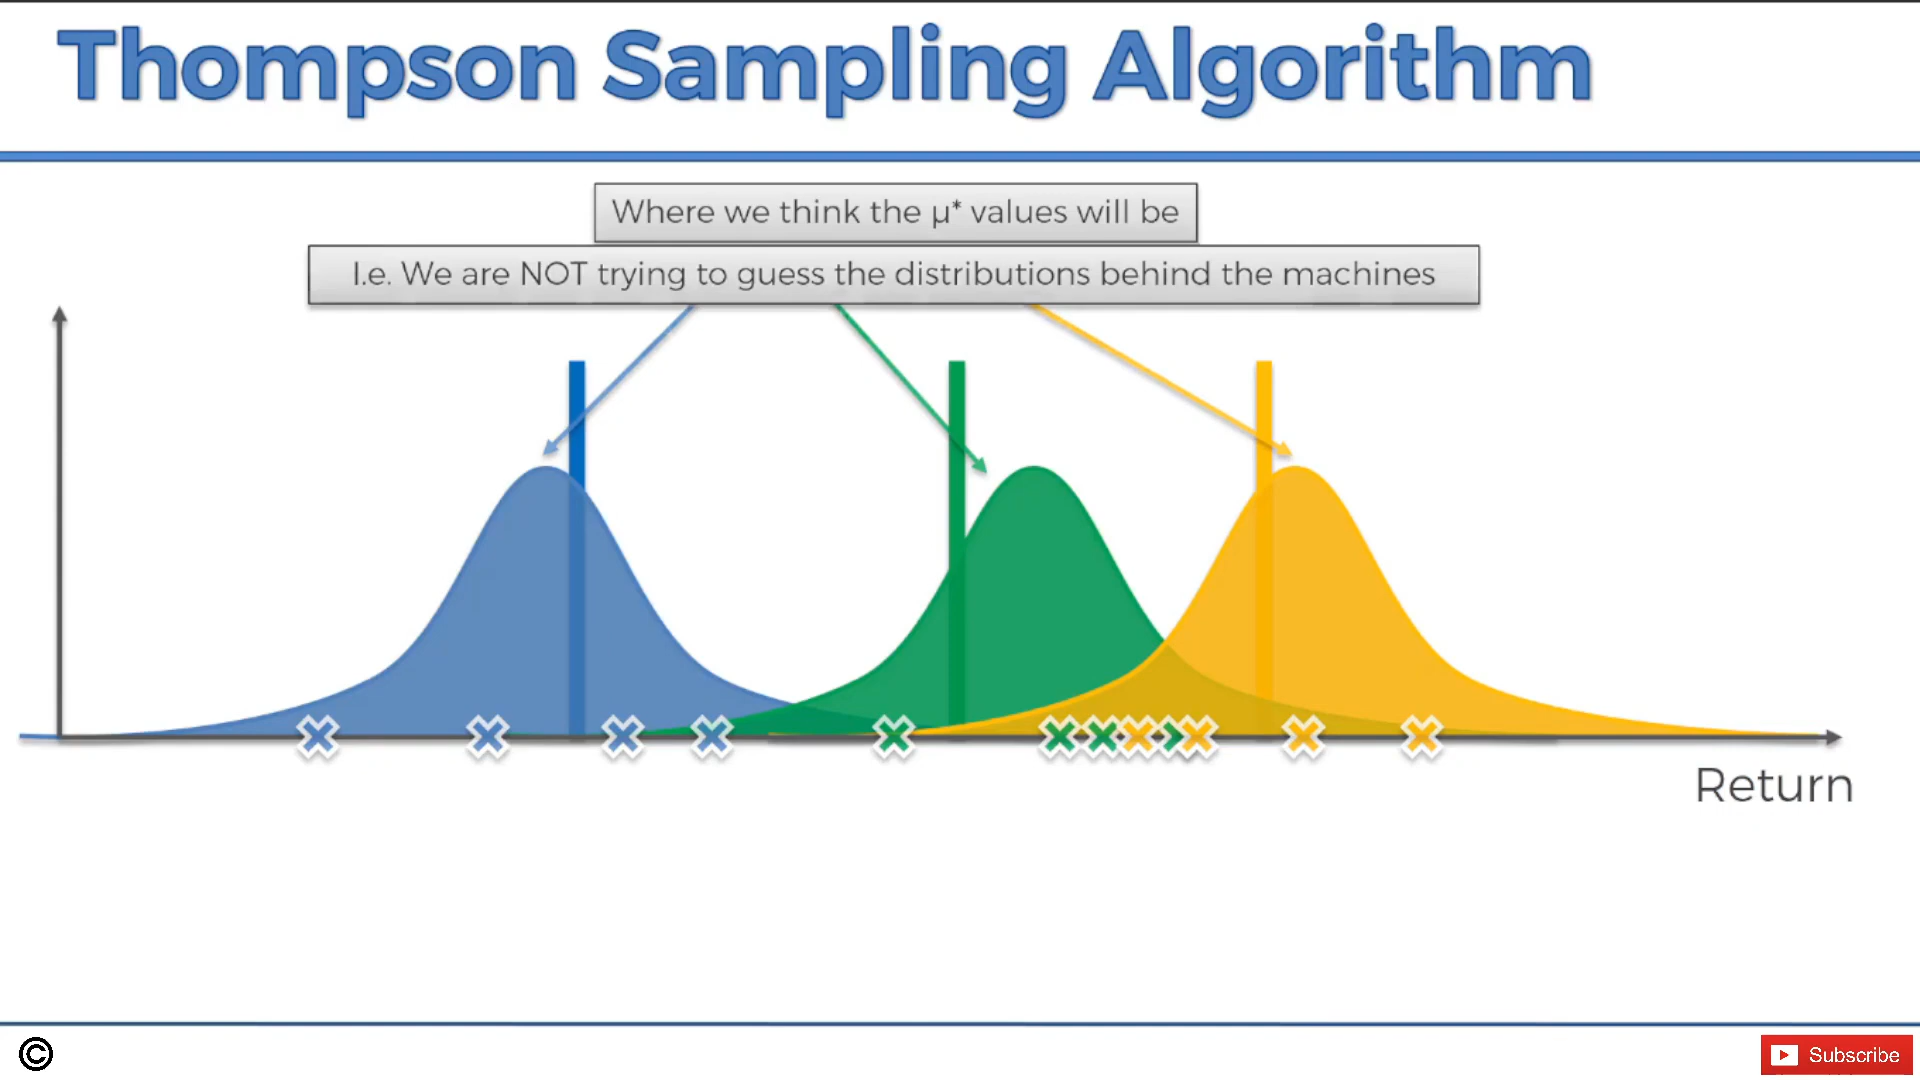 Thompson Sampling Algorithm
Where we think the μ* values will be
I.e. We are NOT trying to guess the distributions behind the machines
Return
©
Subscribe